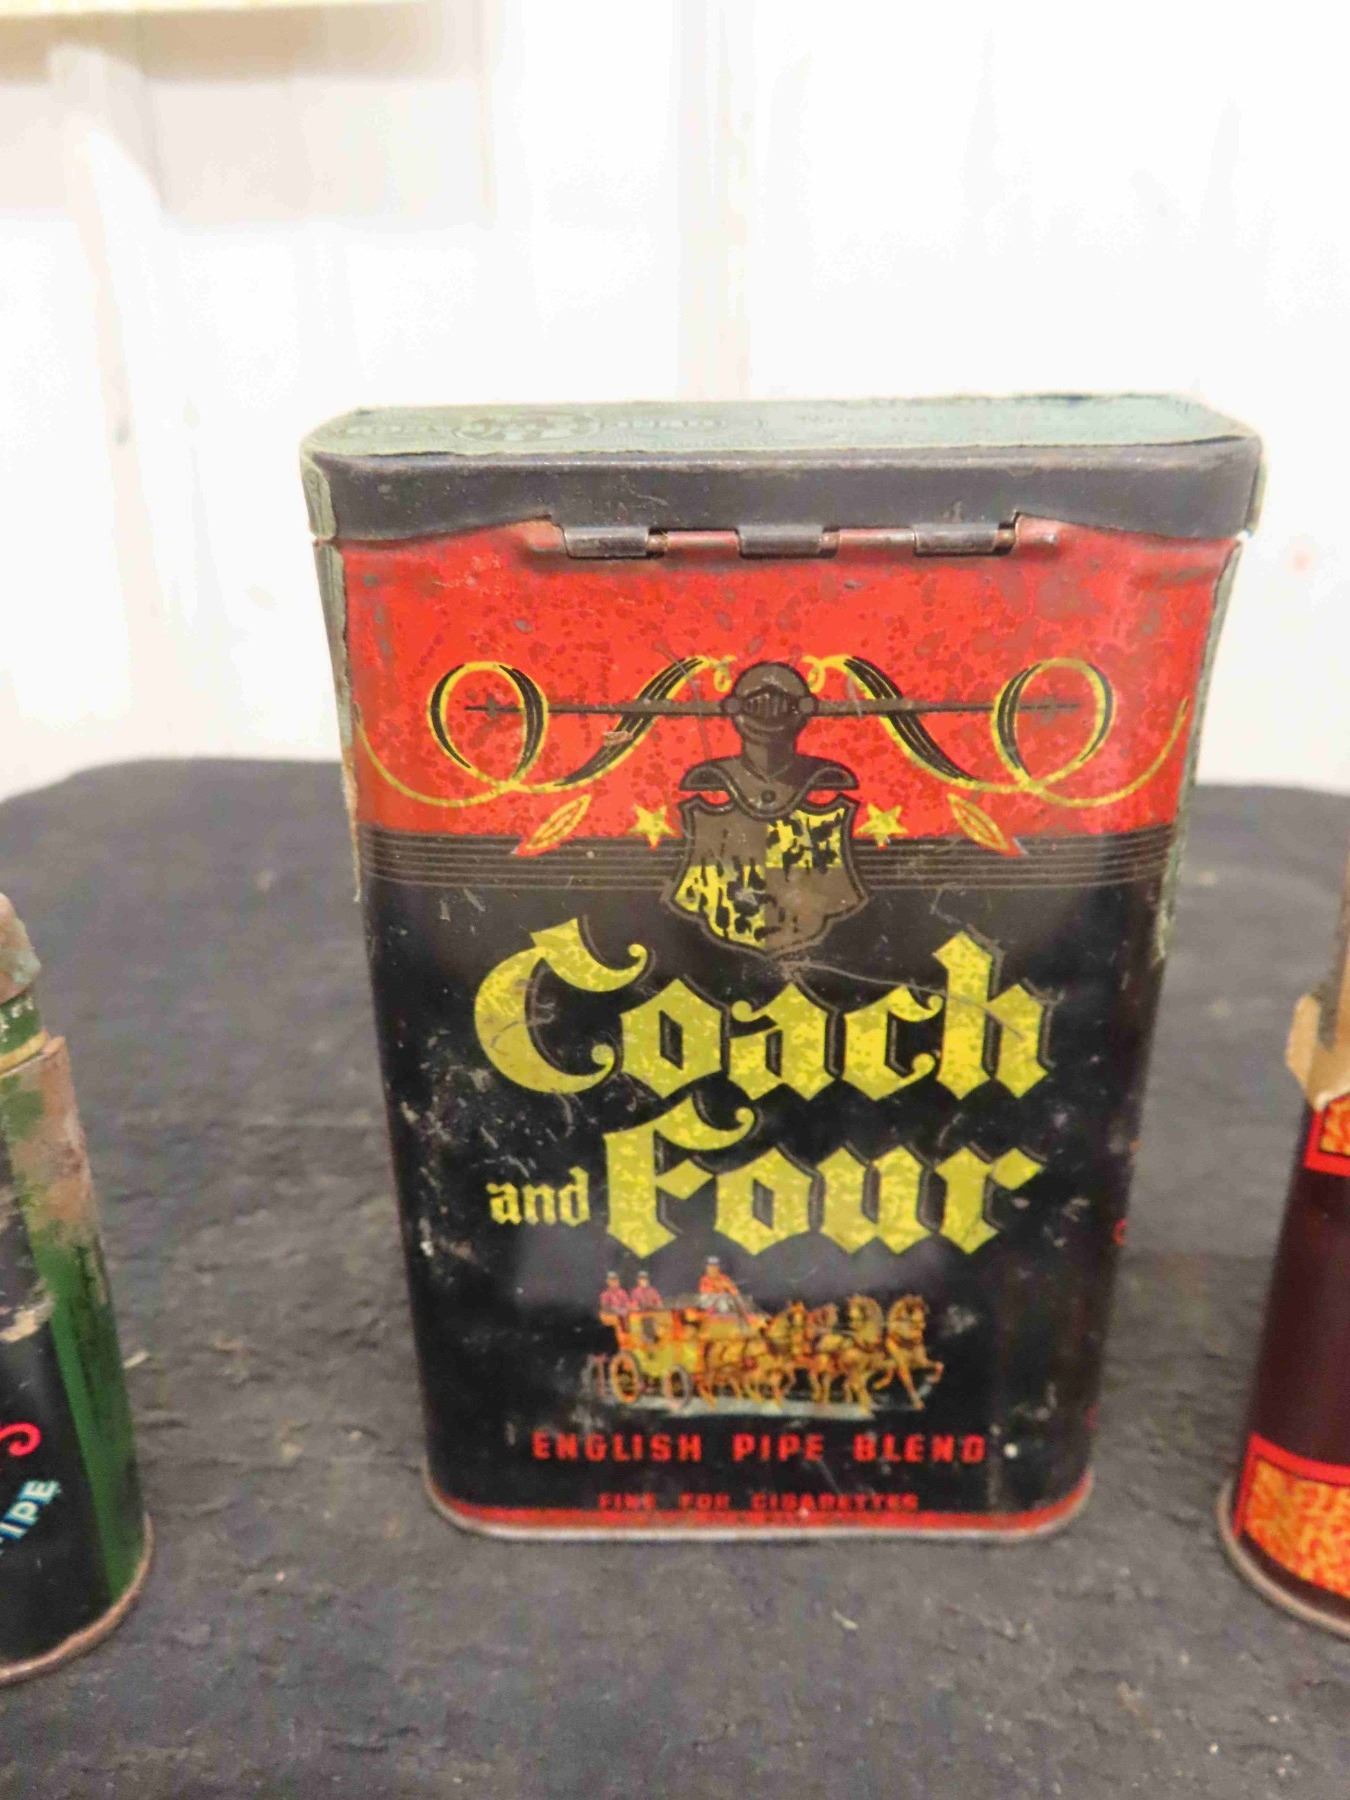 Coach
and Four
ENGLISH PIPE BLEND
FINE FOR CIGARETTES
PIPE